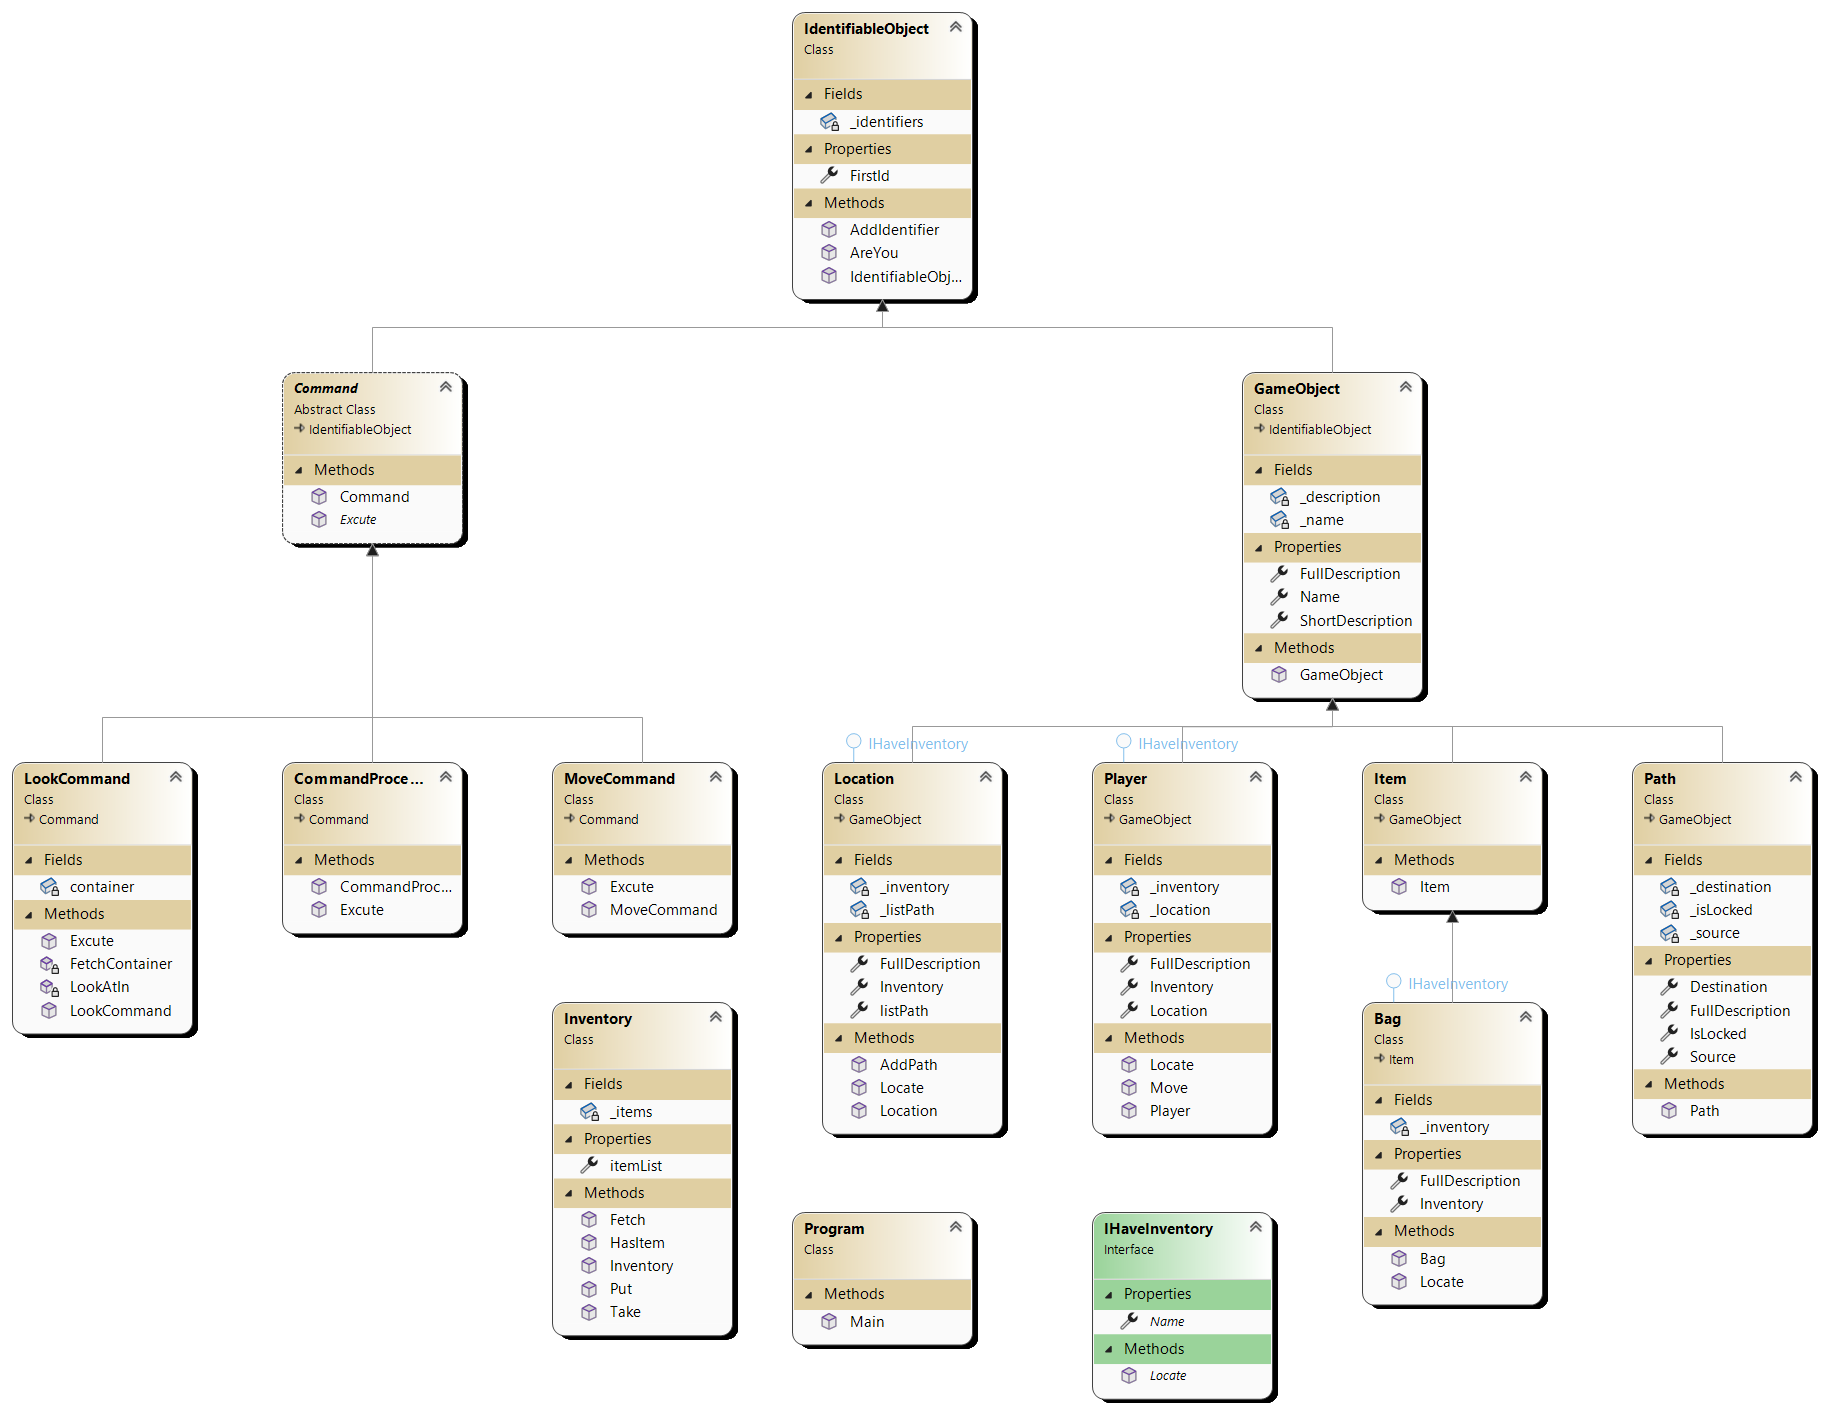 IdentifiableObject
Class
Fields
_identifiers
Properties
FirstId
Methods
AddIdentifier
AreYou
IdentifiableObj...
Command
Abstract Class
IdentifiableObject
Methods
Command
Excute
GameObject
Class
IdentifiableObject
Fields
_description
_name
Properties
FullDescription
Name
ShortDescription
Methods
GameObject
LookCommand
Class
Command
Fields
container
Methods
Excute
FetchContainer
LookAtIn
LookCommand
CommandProce...
Class
Command
Methods
CommandProc...
Excute
MoveCommand
Class
Command
Methods
Excute
MoveCommand
IHaveInventory
Location
Class
GameObject
Fields
_inventory
_listPath
Properties
FullDescription
Inventory
listPath
Methods
AddPath
Locate
Location
IHaveInventory
Player
Class
GameObject
Fields
_inventory
_location
Properties
FullDescription
Inventory
Location
Methods
Locate
Move
Player
Item
Class
GameObject
Methods
Item
Path
Class
GameObject
Fields
_destination
_isLocked
_source
Properties
Destination
FullDescription
IsLocked
Source
Methods
Path
Inventory
Class
Fields
_items
Properties
itemList
Methods
Fetch
HasItem
Inventory
Put
Take
IHaveInventory
Bag
Class
Item
Fields
_inventory
Properties
FullDescription
Inventory
Methods
Bag
Locate
Program
Class
Methods
Main
IHaveInventory
Interface
Properties
Name
Methods
Locate